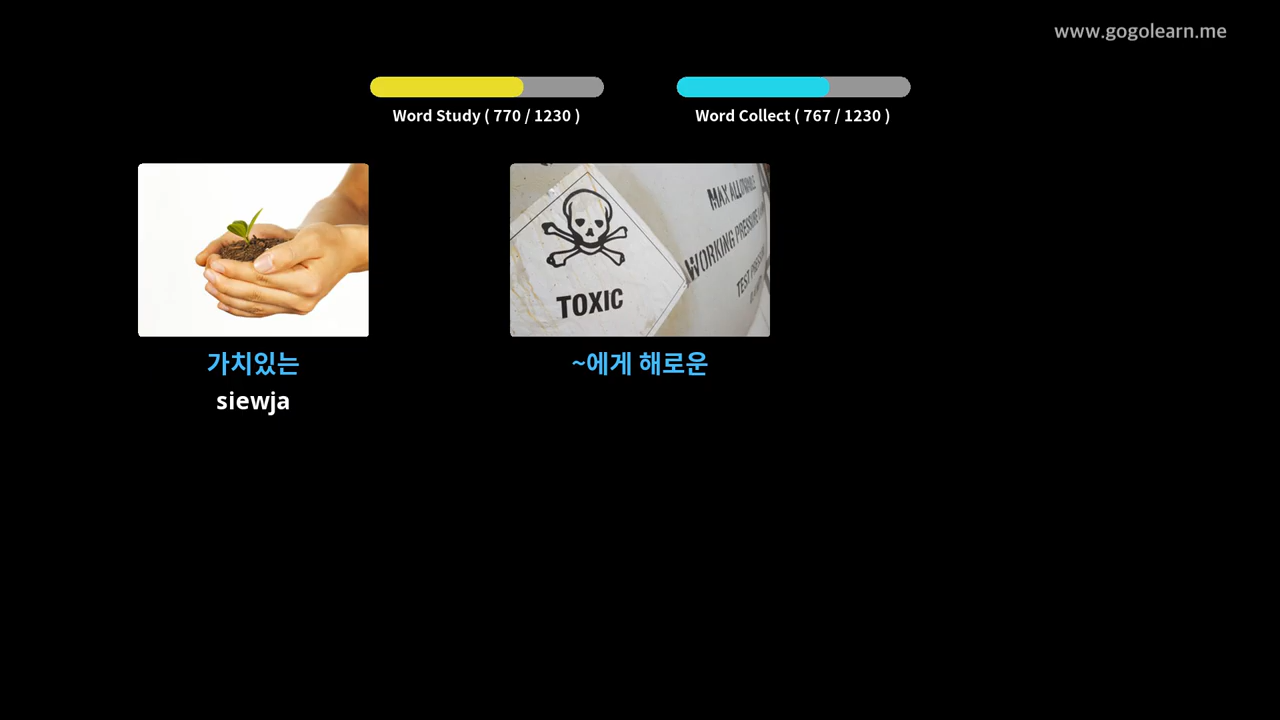 www.gogolearn.me
Word Study ( 770 / 1230 )
Word Collect ( 767 / 1230 )
TOXIC
MAX ALLOWABLE
WORKING PRESSURE
TEST PRESSURE
가치있는
~에게 해로운
siewja